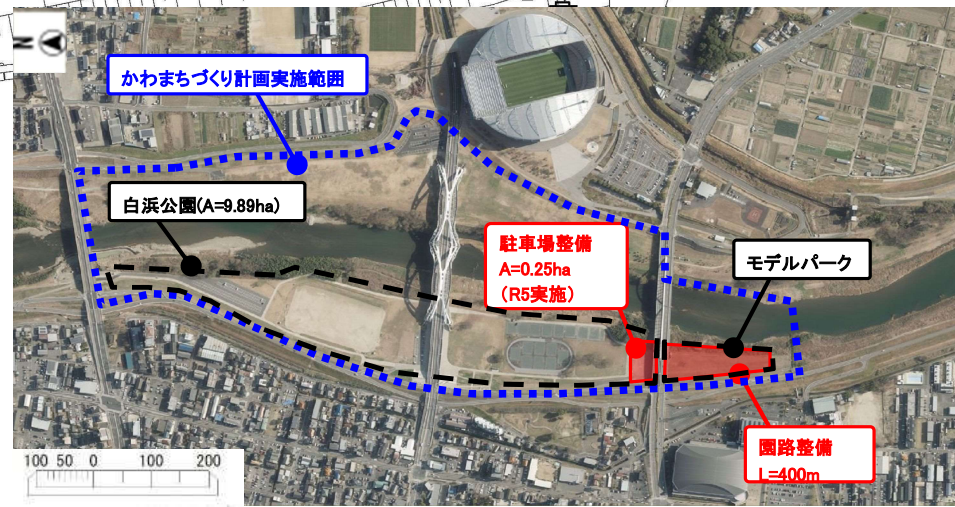 N
かわまちづくり計画実施範囲
白浜公園(A=9.89ha)
駐車場整備
A=0.25ha
（R5実施）
モデルパーク
園路整備
L=400m
100 50 0 100 200